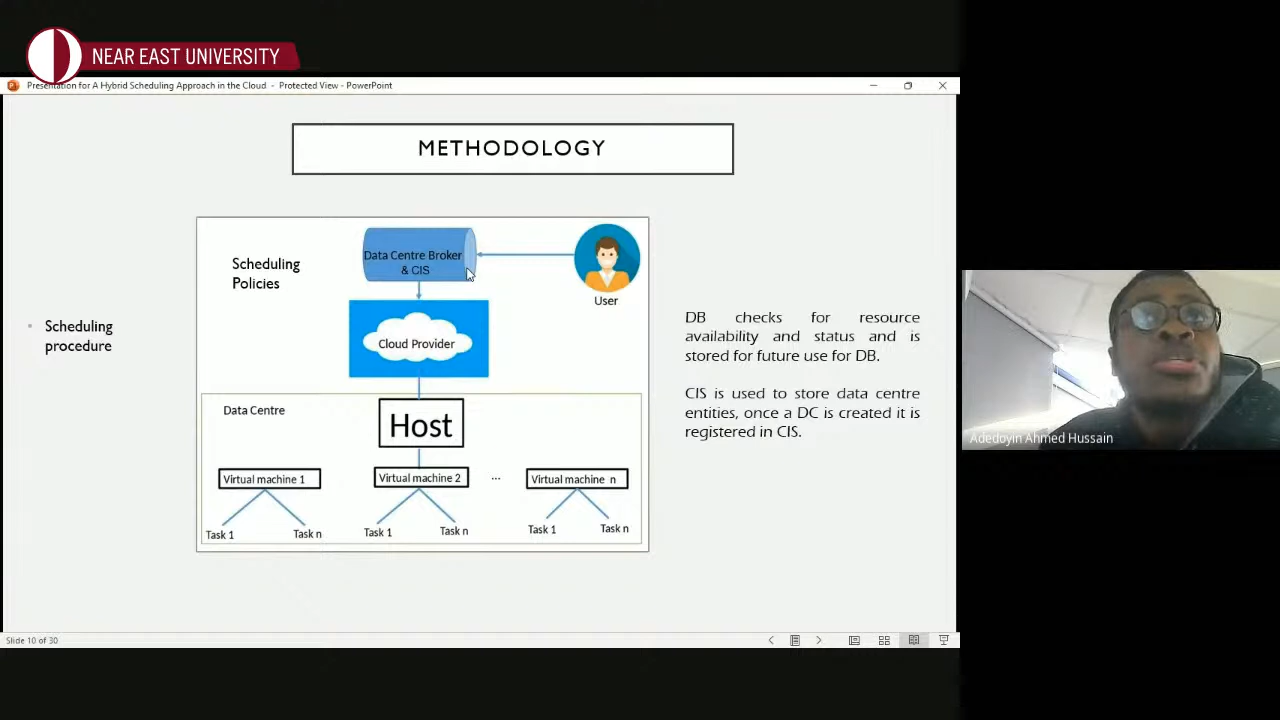 NEAR EAST UNIVERSITY
Presentation for A Hybrid Scheduling Approach in the Cloud - Protected View - PowerPoint
METHODOLOGY
Scheduling
procedure
Scheduling
Policies
Data Centre Broker
& CIS
User
Cloud Provider
Data Centre
Host
Virtual machine 1
Virtual machine 2
...
Virtual machine n
Task 1
Task n
Task 1
Task n
Task 1
Task n
DB checks for resource
availability and status and is
stored for future use for DB.
CIS is used to store data centre
entities, once a DC is created it is
registered in CIS.
Adedoyin Ahmed Hussain
Slide 10 of 30